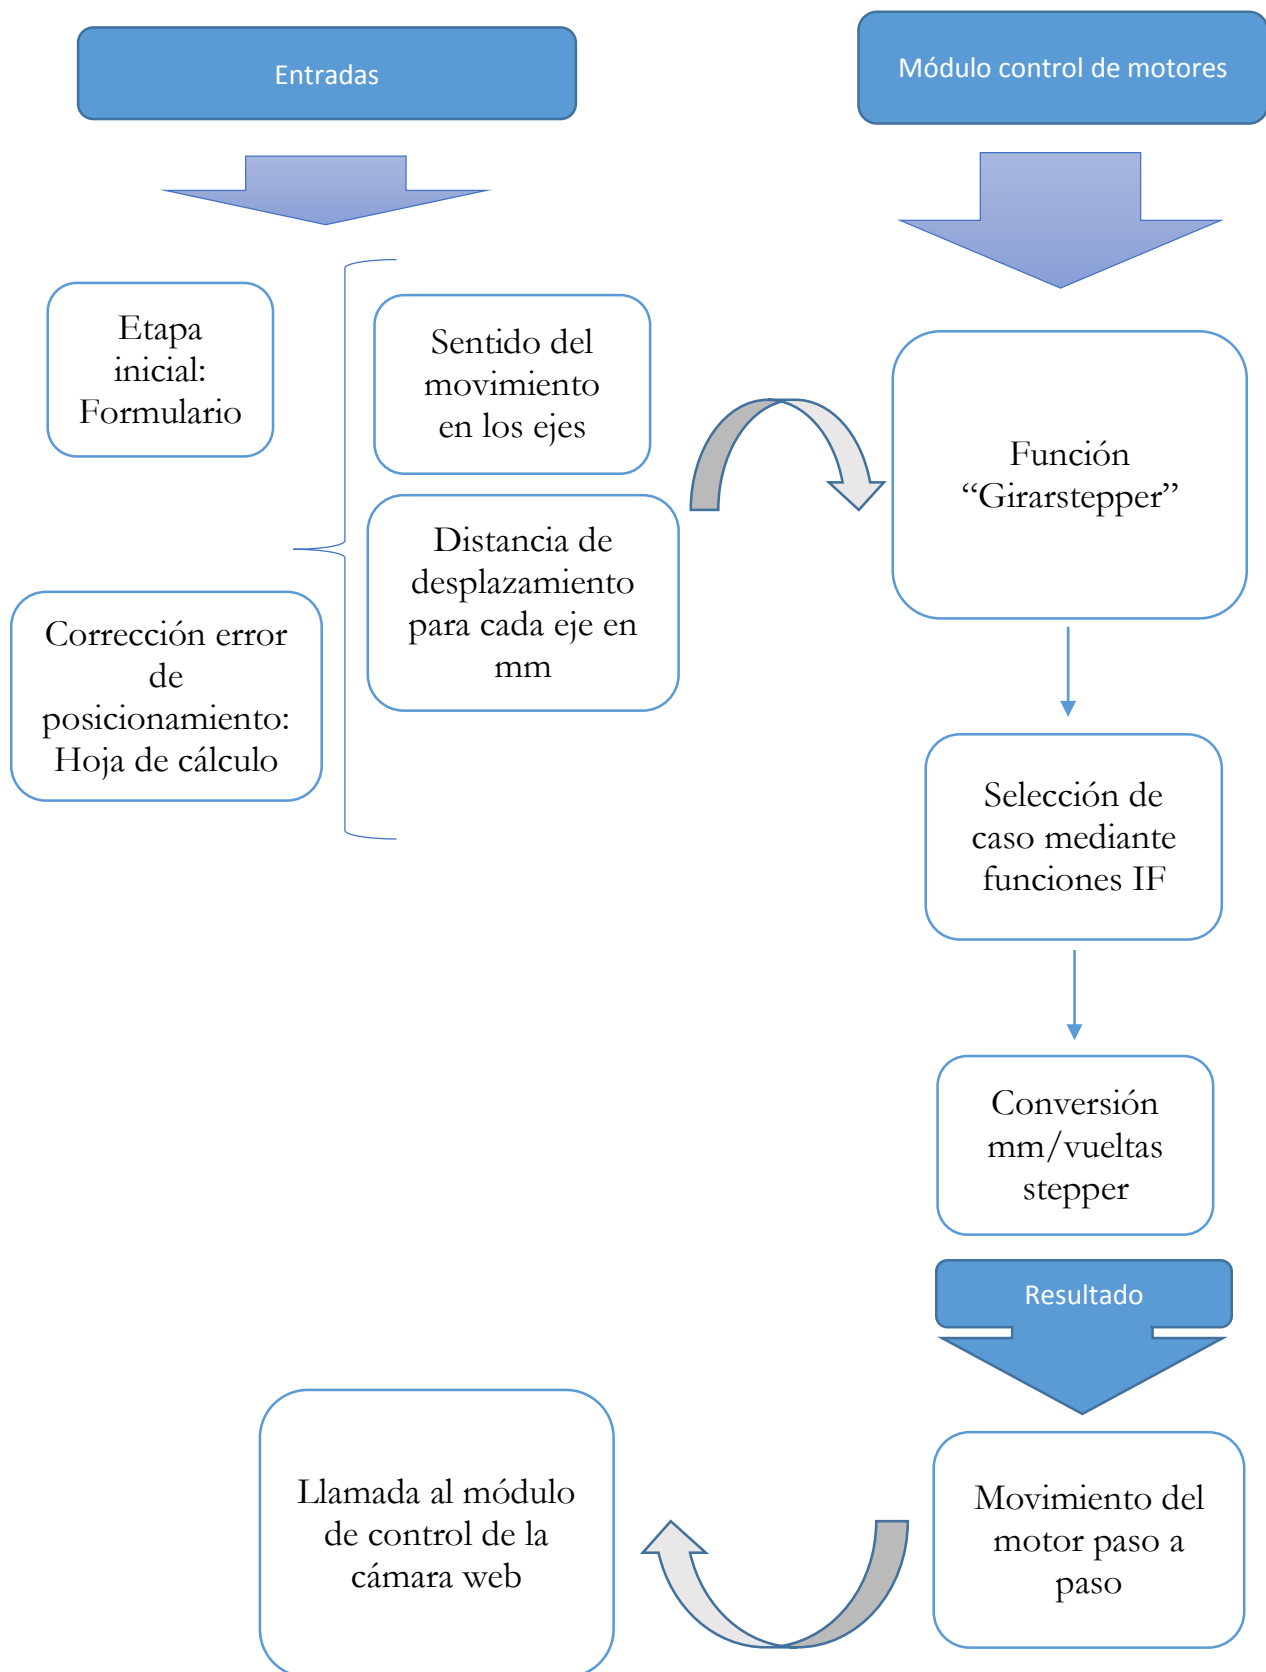 Entradas
Módulo control de motores
Etapa
inicial:
Formulario
Corrección error
de
posicionamiento:
Hoja de cálculo
Sentido del
movimiento
en los ejes
Distancia de
desplazamiento
para cada eje en
mm
Función
“Girarstepper”
Selección de
caso mediante
funciones IF
Conversión
mm/vueltas
stepper
Resultado
Movimiento del
motor paso a
paso
Llamada al módulo
de control de la
cámara web